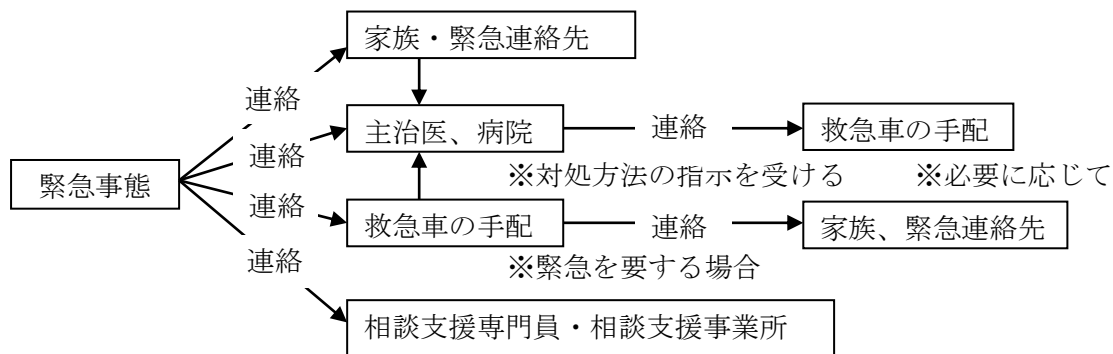 家族・緊急連絡先
連絡
主治医、病院
連絡
救急車の手配
連絡
※対処方法の指示を受ける
※必要に応じて
緊急事態
連絡
救急車の手配
連絡
家族、緊急連絡先
連絡
※緊急を要する場合
相談支援専門員・相談支援事業所